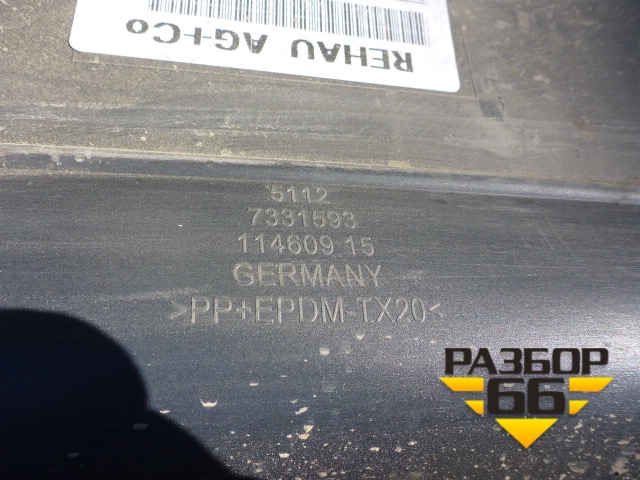 REHAU AG+Co
5112
7331593
114609 15
GERMANY
>PP+EPDM-TX20<
РАЗБОР
66